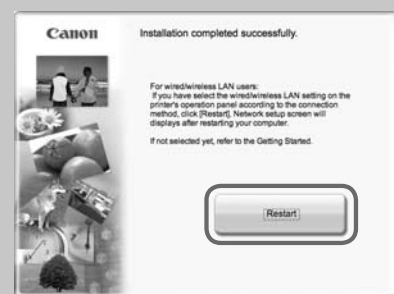 Canon
Installation completed successfully.
For wired/wireless LAN users:
If you have select the wired/wireless LAN setting on the
printer's operation panel according to the connection
method, click [Restart]. Network setup screen will
displays after restarting your computer.
If not selected yet, refer to the Getting Started.
Restart